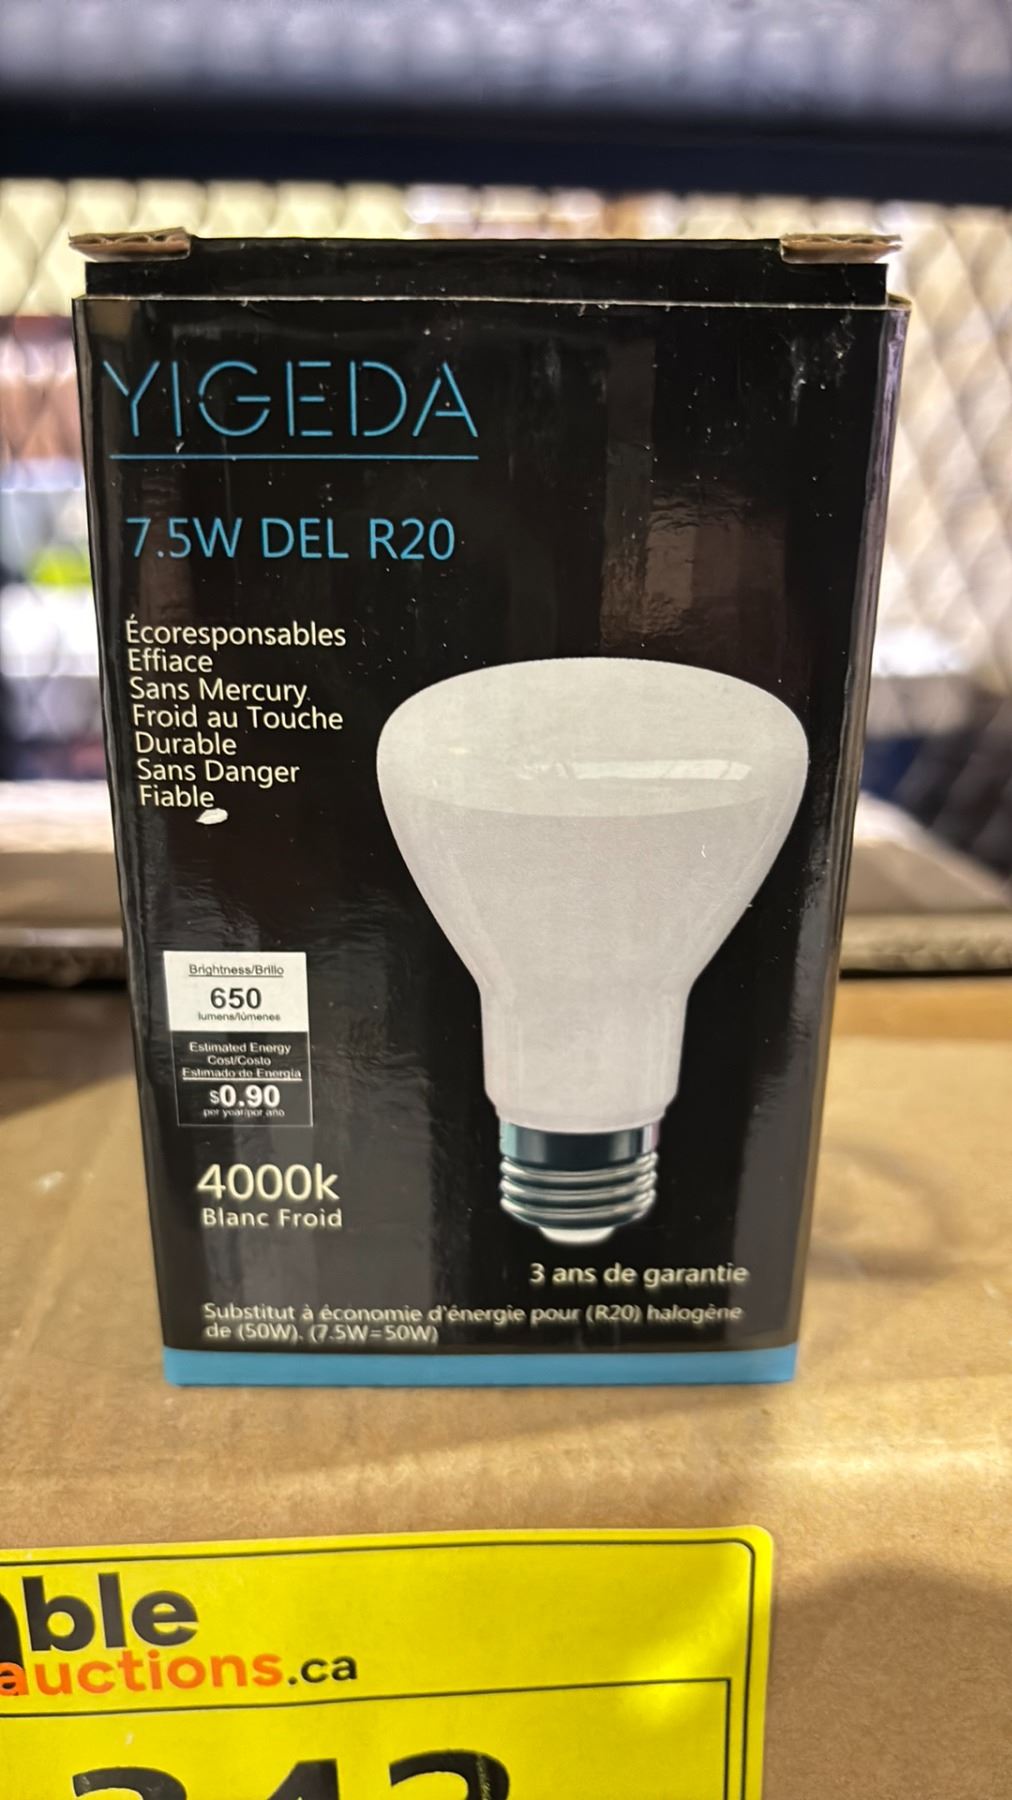 YIGEDA
7.5W DEL R20
Écoresponsables
Effiace
Sans Mercury
Froid au Touche
Durable
Sans Danger
Fiable
Brightness/Brillo
650
lumens/lúmenes
Estimated Energy
Cost/Costo
Estimado de Energia
$0.90
per year/por ano
4000k
Blanc Froid
3 ans de garantie
Substitut à économie d'énergie pour (R20) halogène
de (50W). (7.5W=50W)
ble
auctions.ca